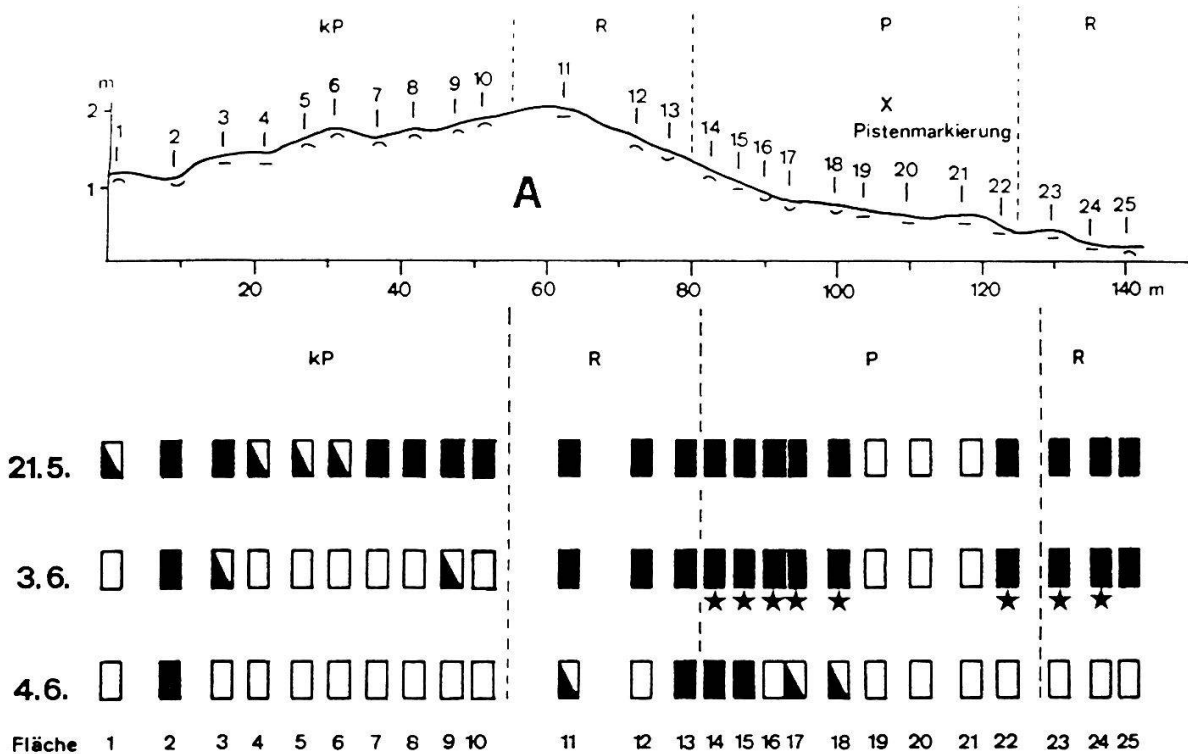 kP R P R
m
2
1
1 2 3 4 5 6 7 8 9 10 11 12 13 14 15 16 17 18 19 20 21 22 23 24 25
X
Pistenmarkierung
A
20 40 60 80 100 120 140 m
kP R P R
21.5.
3.6.
4.6.
Fläche 1 2 3 4 5 6 7 8 9 10 11 12 13 14 15 16 17 18 19 20 21 22 23 24 25